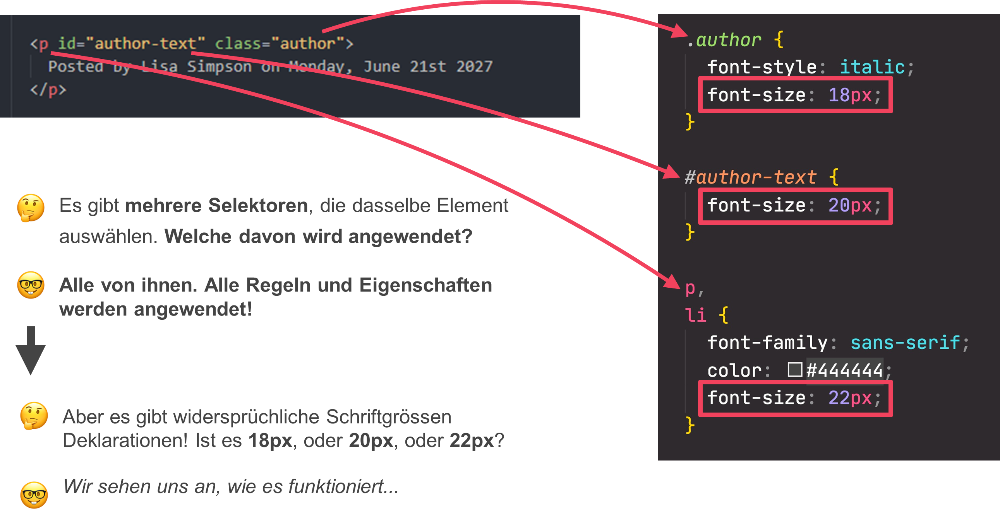 <p id="author-text" class="author">
Posted by Lisa Simpson on Monday, June 21st 2027
</p>
Es gibt mehrere Selektoren, die dasselbe Element
auswählen. Welche davon wird angewendet?
Alle von ihnen. Alle Regeln und Eigenschaften
werden angewendet!
Aber es gibt widersprüchliche Schriftgrössen
Deklarationen! Ist es 18px, oder 20px, oder 22px?
Wir sehen uns an, wie es funktioniert...
.author {
font-style: italic;
font-size: 18px;
}
#author-text {
font-size: 20px;
}
p,
li {
font-family: sans-serif;
color: #444444;
font-size: 22px;
}